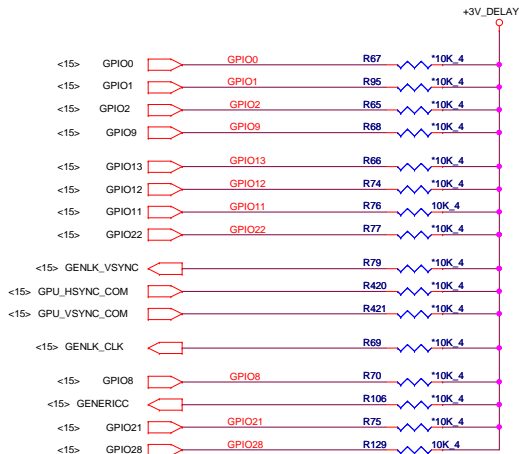 +3V_DELAY
<15> GPIO0 GPIO0 R67 *10K_4
<15> GPIO1 GPIO1 R95 *10K_4
<15> GPIO2 GPIO2 R65 *10K_4
<15> GPIO9 GPIO9 R68 *10K_4
<15> GPIO13 GPIO13 R66 *10K_4
<15> GPIO12 GPIO12 R74 *10K_4
<15> GPIO11 GPIO11 R76 10K_4
<15> GPIO22 GPIO22 R77 *10K_4
<15> GENLK_VSYNC R79 *10K_4
<15> GPU_HSYNC_COM R420 *10K_4
<15> GPU_VSYNC_COM R421 *10K_4
<15> GENLK_CLK R69 *10K_4
<15> GPIO8 GPIO8 R70 *10K_4
<15> GENERICC R106 *10K_4
<15> GPIO21 GPIO21 R75 *10K_4
<15> GPIO28 GPIO28 R129 10K_4